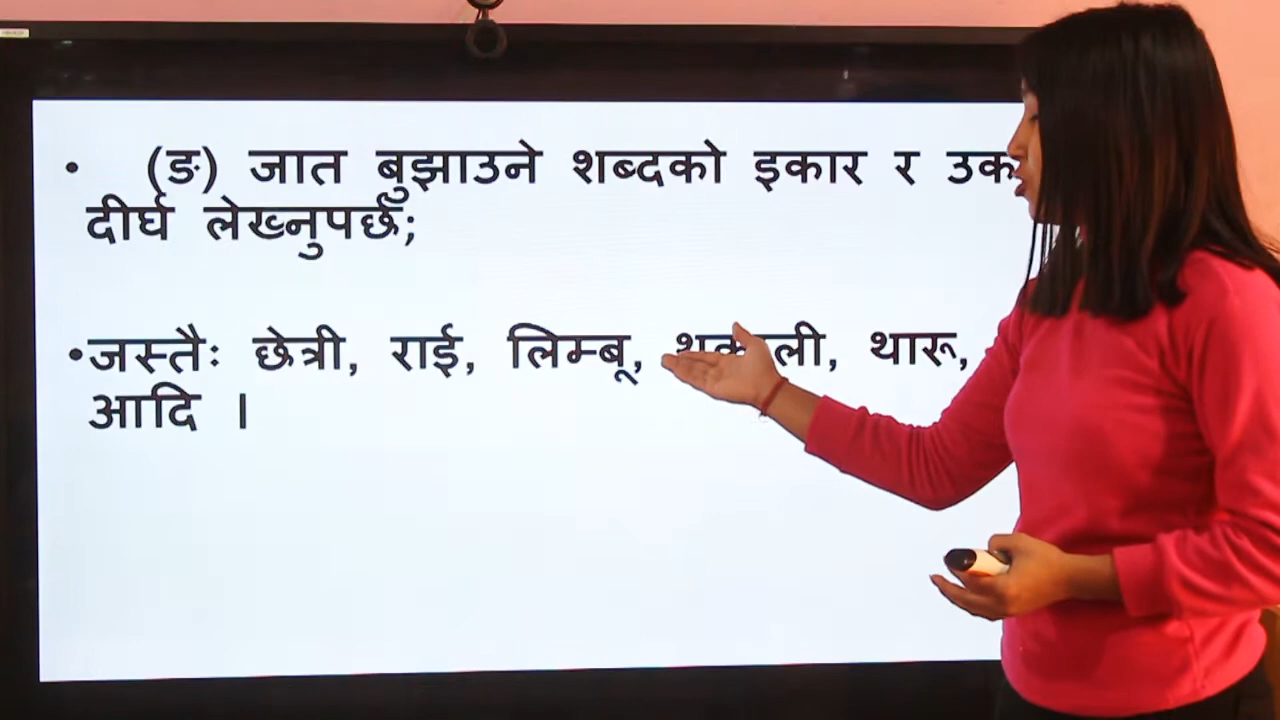 • (ङ) जात बुझाउने शब्दको इकार र
दीर्घ लेख्नुपर्छ;
•जस्तैः छेत्री, राई, लिम्बू, थारू,
आदि ।